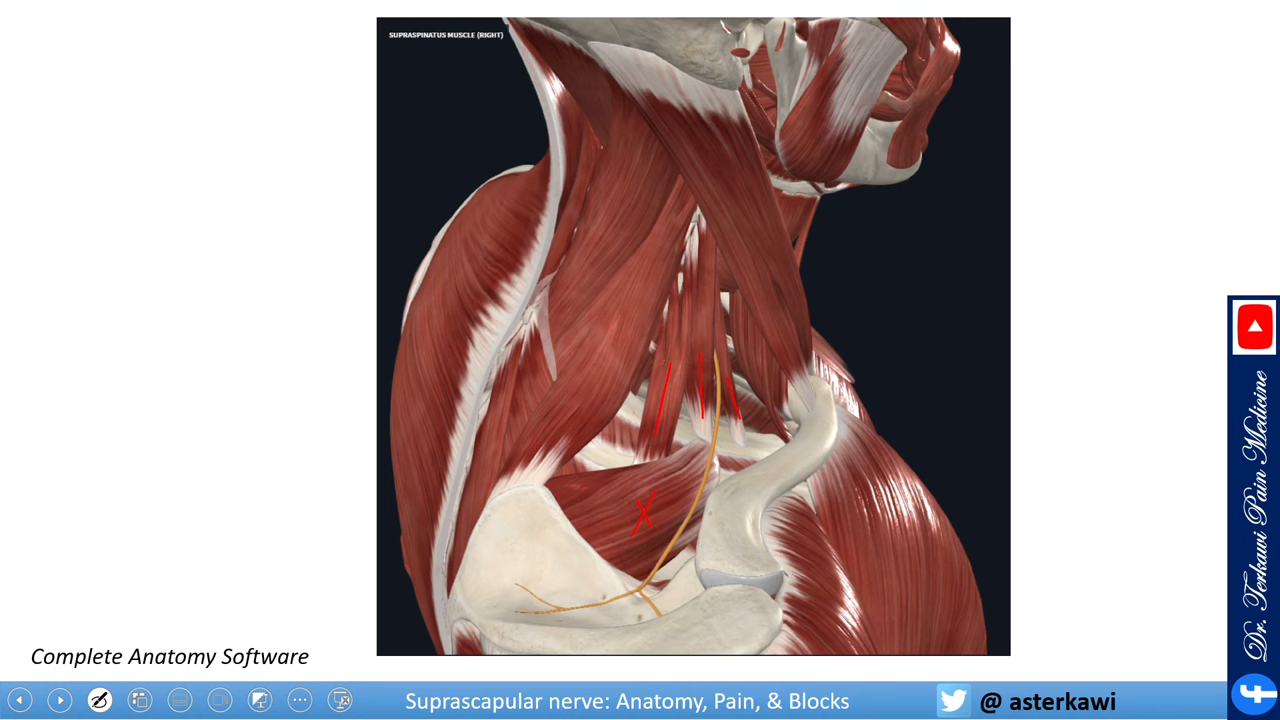 SUPRASPINATUS MUSCLE (RIGHT)
Dr. Terkawi Pain Medicine
Complete Anatomy Software
Suprascapular nerve: Anatomy, Pain, & Blocks
@ asterkawi